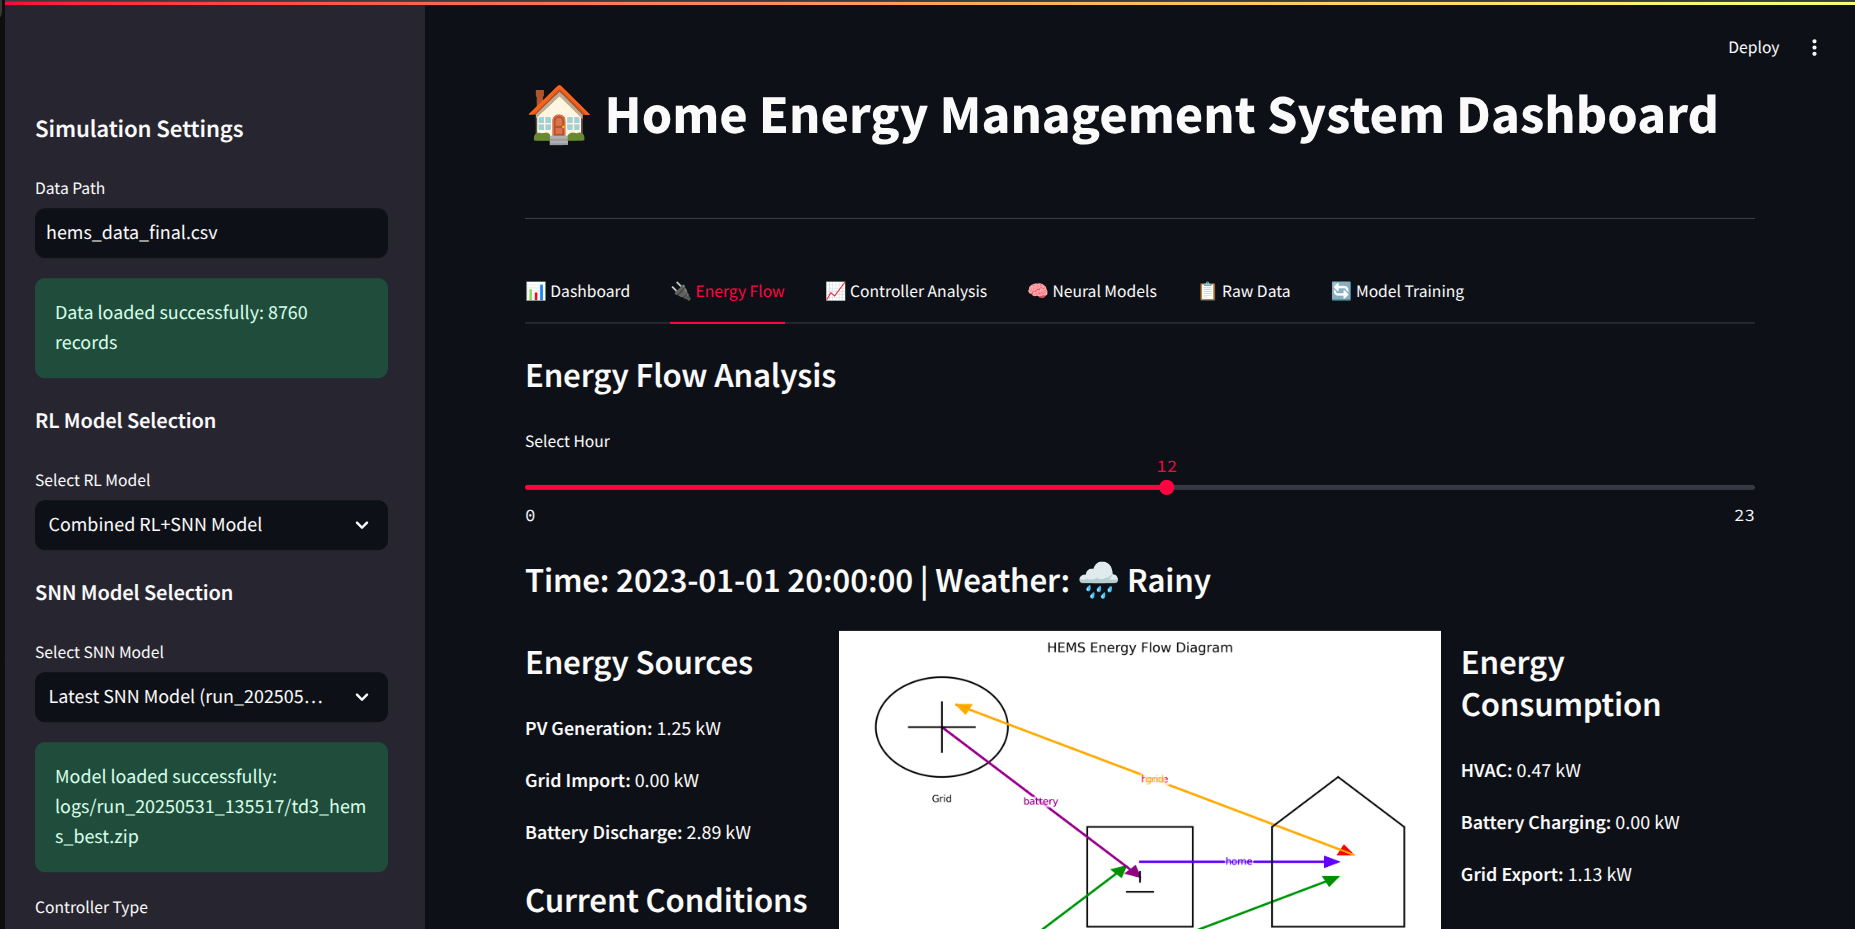 Deploy
Simulation Settings
Data Path
hems_data_final.csv
Data loaded successfully: 8760
records
RL Model Selection
Select RL Model
Combined RL+SNN Model
SNN Model Selection
Select SNN Model
Latest SNN Model (run_202505...
Model loaded successfully:
logs/run_20250531_135517/td3_hem
s_best.zip
Controller Type
Home Energy Management System Dashboard
Dashboard
Energy Flow
Controller Analysis
Neural Models
Raw Data
Model Training
Energy Flow Analysis
Select Hour
12
0
23
Time: 2023-01-01 20:00:00 | Weather: 🌧️ Rainy
Energy Sources
PV Generation: 1.25 kW
Grid Import: 0.00 kW
Battery Discharge: 2.89 kW
Current Conditions
HEMS Energy Flow Diagram
Grid
battery
home
Energy
Consumption
HVAC: 0.47 kW
Battery Charging: 0.00 kW
Grid Export: 1.13 kW